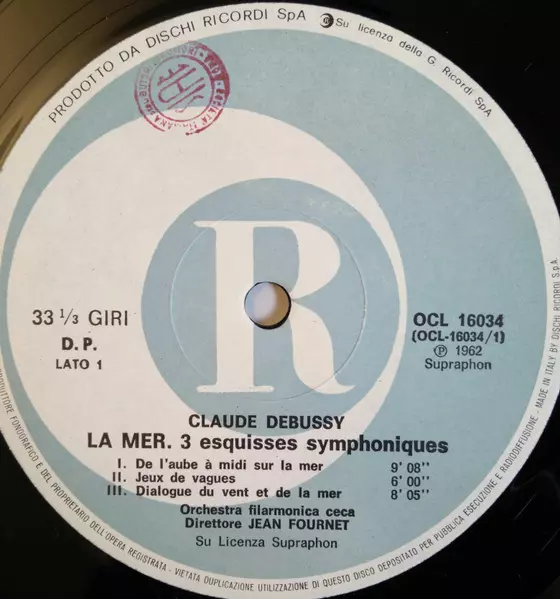 PRODOTTO DA DISCHI RICORDI SpA
Su licenza della G. Ricordi SpA
R
33 1/3 GIRI
D.P.
LATO 1
OCL 16034
(OCL-16034/1)
℗ 1962
Supraphon
CLAUDE DEBUSSY
LA MER. 3 esquisses symphoniques
I. De l'aube à midi sur la mer 9' 08''
II. Jeux de vagues 6' 00''
III. Dialogue du vent et de la mer 8' 05''
Orchestra filarmonica ceca
Direttore JEAN FOURNET
Su Licenza Supraphon
PRODUTTORE FONOGRAFICO E DEL PROPRIETARIO DELL'OPERA REGISTRATA - VIETATA DUPLICAZIONE UTILIZZAZIONE DI QUESTO DISCO DEPOSITATO PER PUBBLICA ESECUZIONE E RADIODIFFUSIONE - MADE IN ITALY BY DISCHI RICORDI S.p.A.